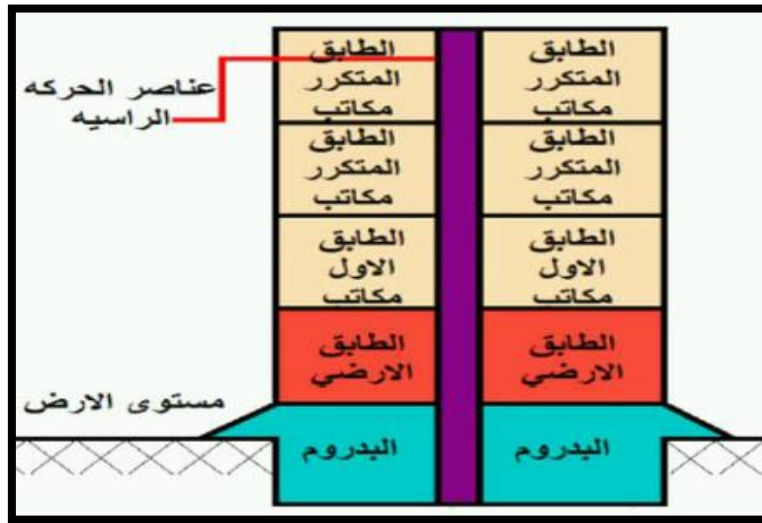 الطابق
المتكرر
مكاتب
الطابق
المتكرر
مكاتب
عناصر الحركه
الراسيه
الطابق
المتكرر
مكاتب
الطابق
المتكرر
مكاتب
الطابق
الاول
مكاتب
الطابق
الاول
مكاتب
الطابق
الارضي
الطابق
الارضي
مستوى الارض
البدروم
البدروم